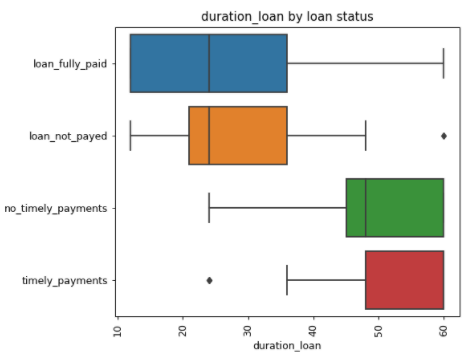 duration_loan by loan status
loan_fully_paid
loan_not_payed
no_timely_payments
timely_payments
10 20 30 40 50 60
duration_loan